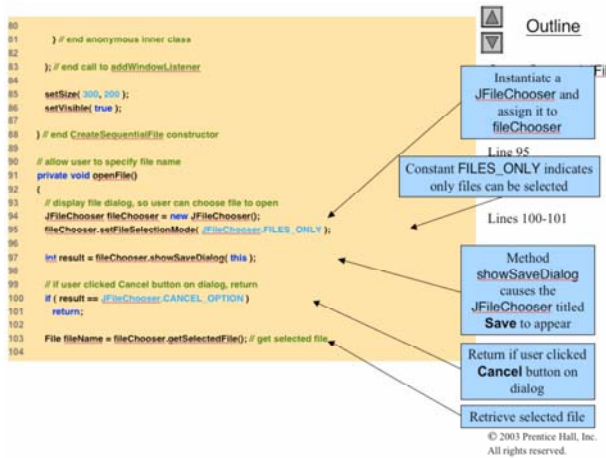 80
81 } // end anonymous inner class
82
83 ); // end call to addWindowListener
84
85 setSize( 300, 200 );
86 setVisible( true );
87
88 } // end CreateSequentialFile constructor
89
90 // allow user to specify file name
91 private void openFile()
92 {
93 // display file dialog, so user can choose file to open
94 JFileChooser fileChooser = new JFileChooser();
95 fileChooser.setFileSelectionMode( JFileChooser.FILES_ONLY );
96
97 int result = fileChooser.showSaveDialog( this );
98
99 // if user clicked Cancel button on dialog, return
100 if ( result == JFileChooser.CANCEL_OPTION )
101 return;
102
103 File fileName = fileChooser.getSelectedFile(); // get selected file
104
Outline
Instantiate a
JFileChooser and
assign it to
fileChooser
Line 95
Constant FILES_ONLY indicates
only files can be selected
Lines 100-101
Method
showSaveDialog
causes the
JFileChooser titled
Save to appear
Return if user clicked
Cancel button on
dialog
Retrieve selected file
© 2003 Prentice Hall, Inc.
All rights reserved.